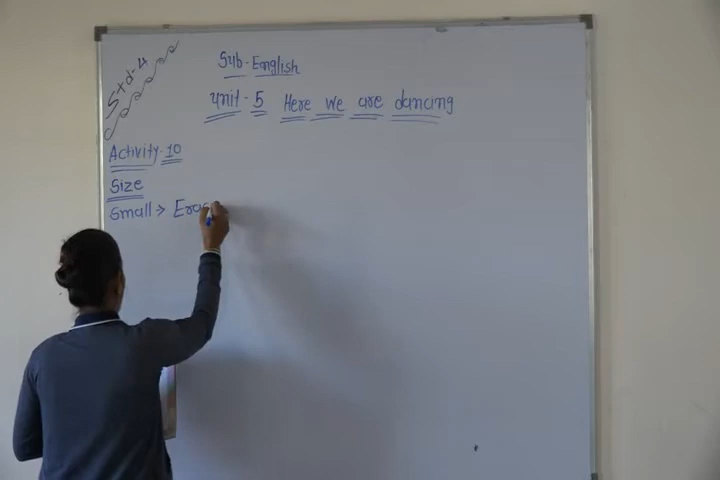 Std-4
Sub-English
Unit-5 Here we are dancing
Activity-10
Size
Small →